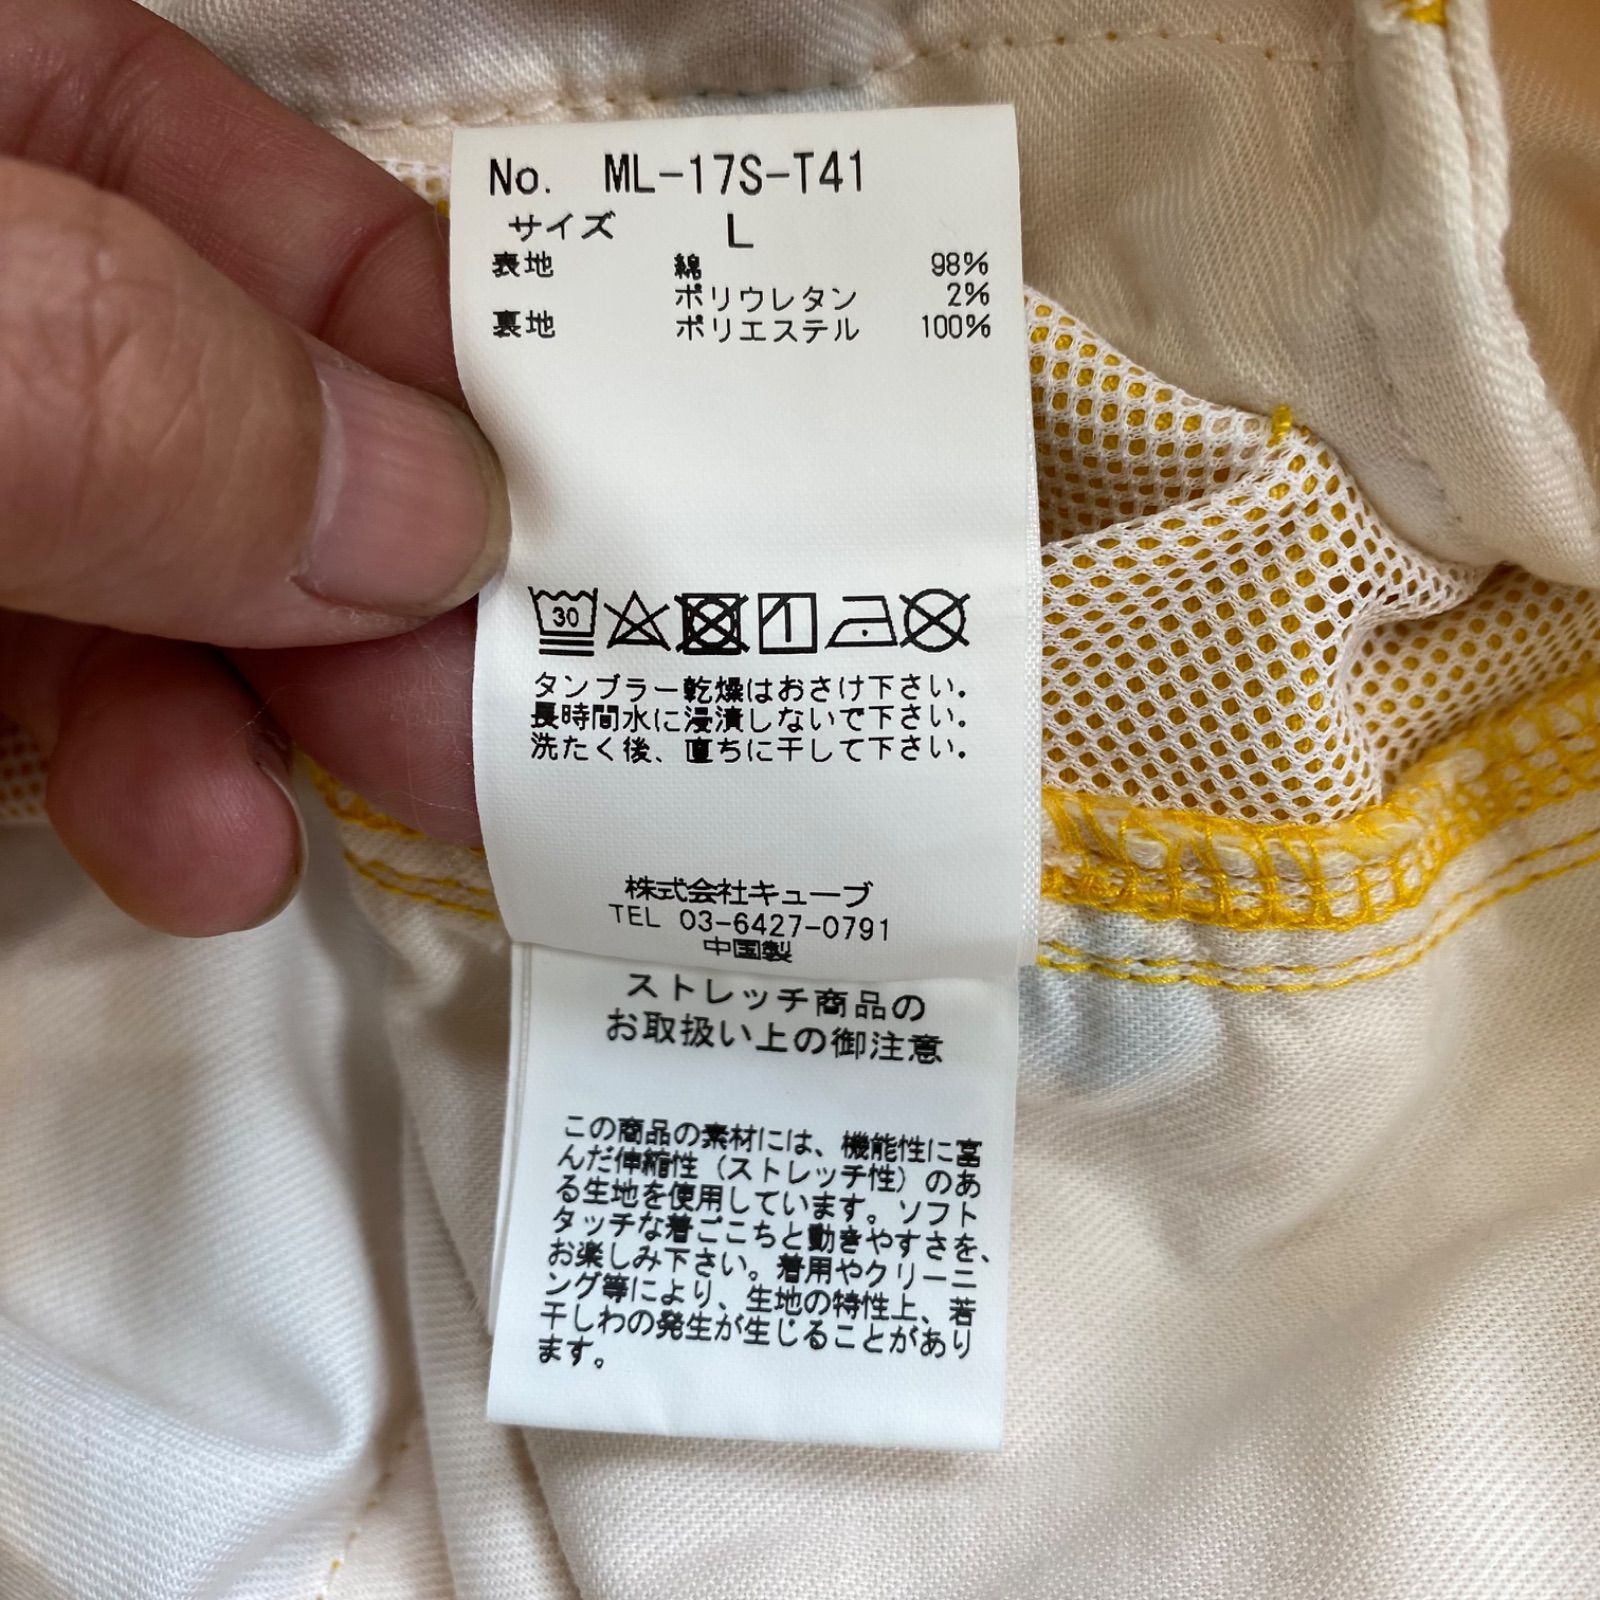 No. ML-17S-T41
サイズ L
表地 綿 98%
ポリウレタン 2%
裏地 ポリエステル 100%
30
タンブラー乾燥はおさけ下さい。
長時間水に浸漬しないで下さい。
洗たく後、直ちに干して下さい。
株式会社キューブ
TEL 03-6427-0791
中国製
ストレッチ商品の
お取扱い上の御注意
この商品の素材には、機能性に富
んだ伸縮性（ストレッチ性）のあ
る生地を使用しています。ソフト
タッチな着ごこちと動きやすさを、
お楽しみ下さい。着用やクリーニ
ング等により、生地の特性上、若
干しわの発生が生じることがあり
ます。